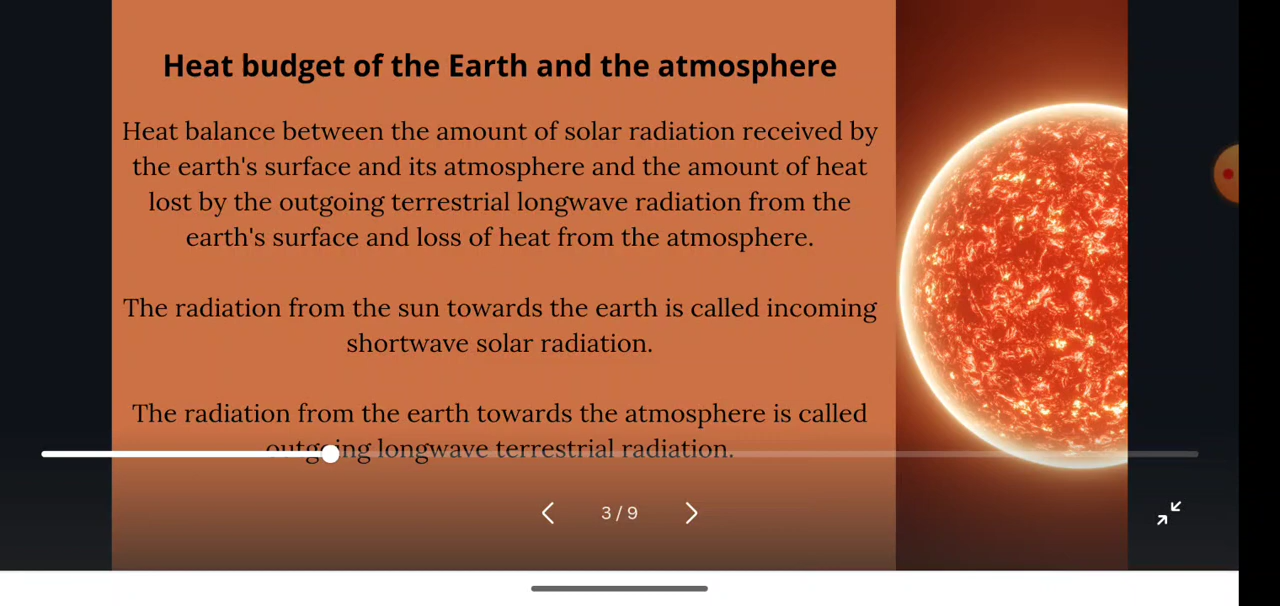 Heat budget of the Earth and the atmosphere
Heat balance between the amount of solar radiation received by
the earth's surface and its atmosphere and the amount of heat
lost by the outgoing terrestrial longwave radiation from the
earth's surface and loss of heat from the atmosphere.
The radiation from the sun towards the earth is called incoming
shortwave solar radiation.
The radiation from the earth towards the atmosphere is called
outgoing longwave terrestrial radiation.
3 / 9